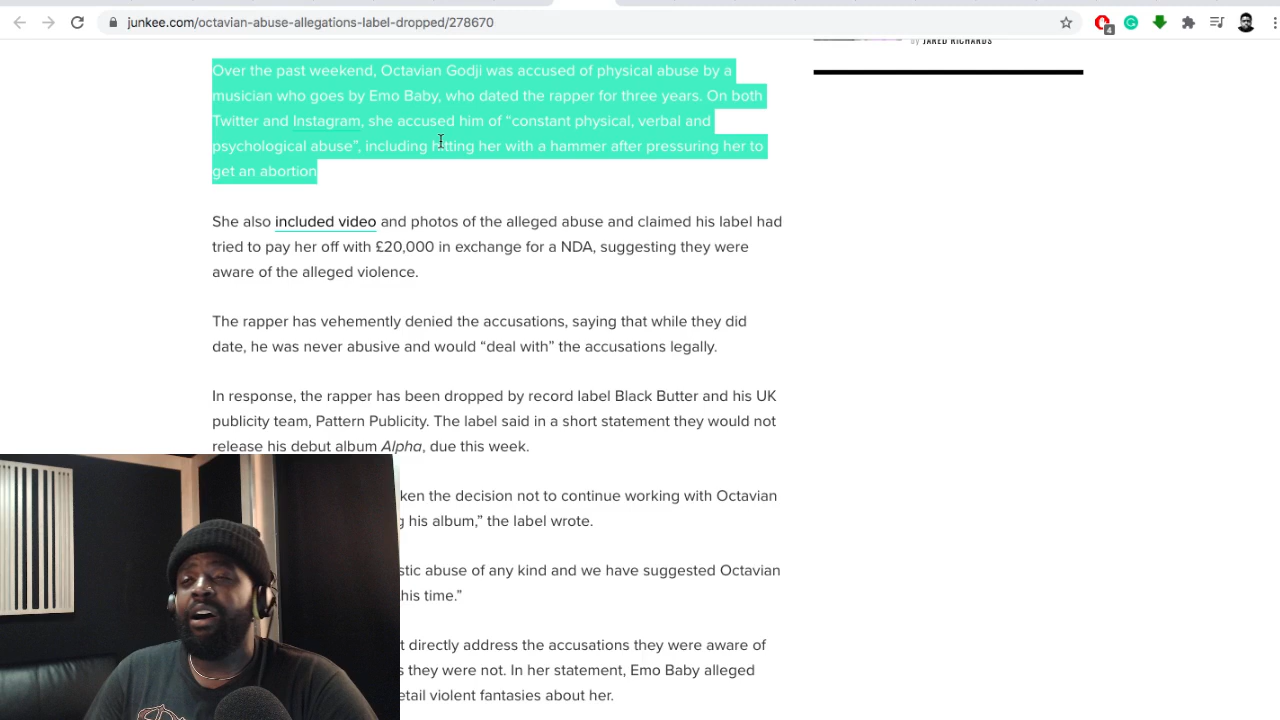 junkee.com/octavian-abuse-allegations-label-dropped/278670
4
by JARED RICHARDS
Over the past weekend, Octavian Godji was accused of physical abuse by a
musician who goes by Emo Baby, who dated the rapper for three years. On both
Twitter and Instagram, she accused him of “constant physical, verbal and
psychological abuse”, including hitting her with a hammer after pressuring her to
get an abortion
She also included video and photos of the alleged abuse and claimed his label had
tried to pay her off with £20,000 in exchange for a NDA, suggesting they were
aware of the alleged violence.
The rapper has vehemently denied the accusations, saying that while they did
date, he was never abusive and would “deal with” the accusations legally.
In response, the rapper has been dropped by record label Black Butter and his UK
publicity team, Pattern Publicity. The label said in a short statement they would not
release his debut album Alpha, due this week.
ken the decision not to continue working with Octavian
g his album,” the label wrote.
stic abuse of any kind and we have suggested Octavian
his time.”
t directly address the accusations they were aware of
s they were not. In her statement, Emo Baby alleged
etail violent fantasies about her.